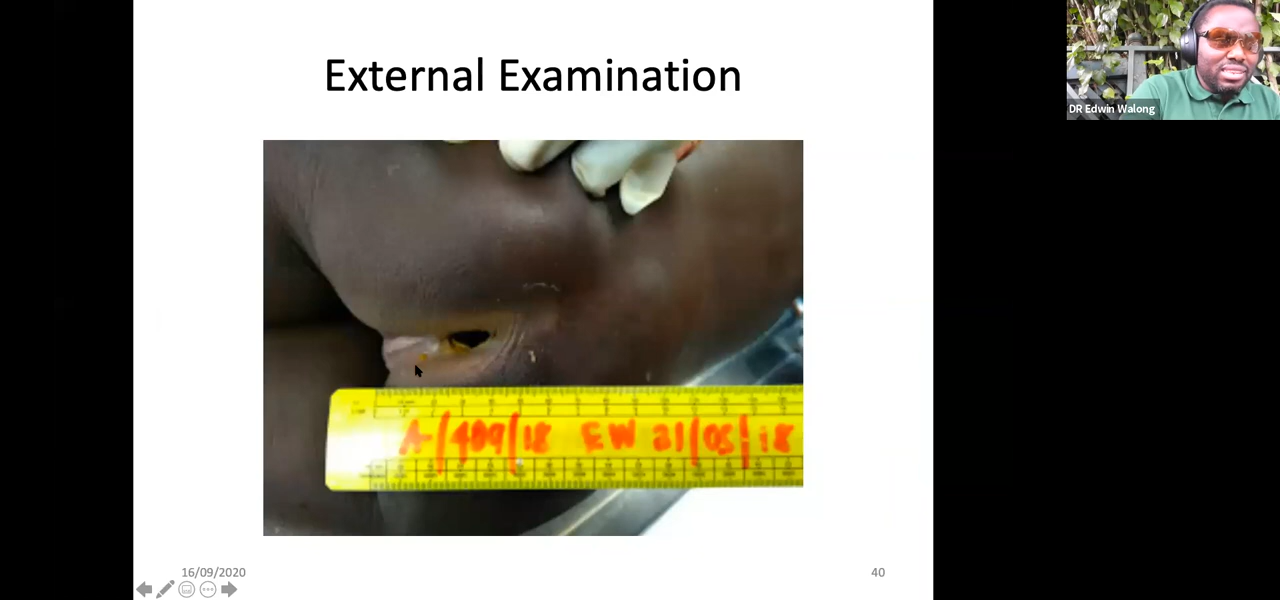 External Examination
DR Edwin Walong
A/409/18 EW 21/05/18
16/09/2020
40